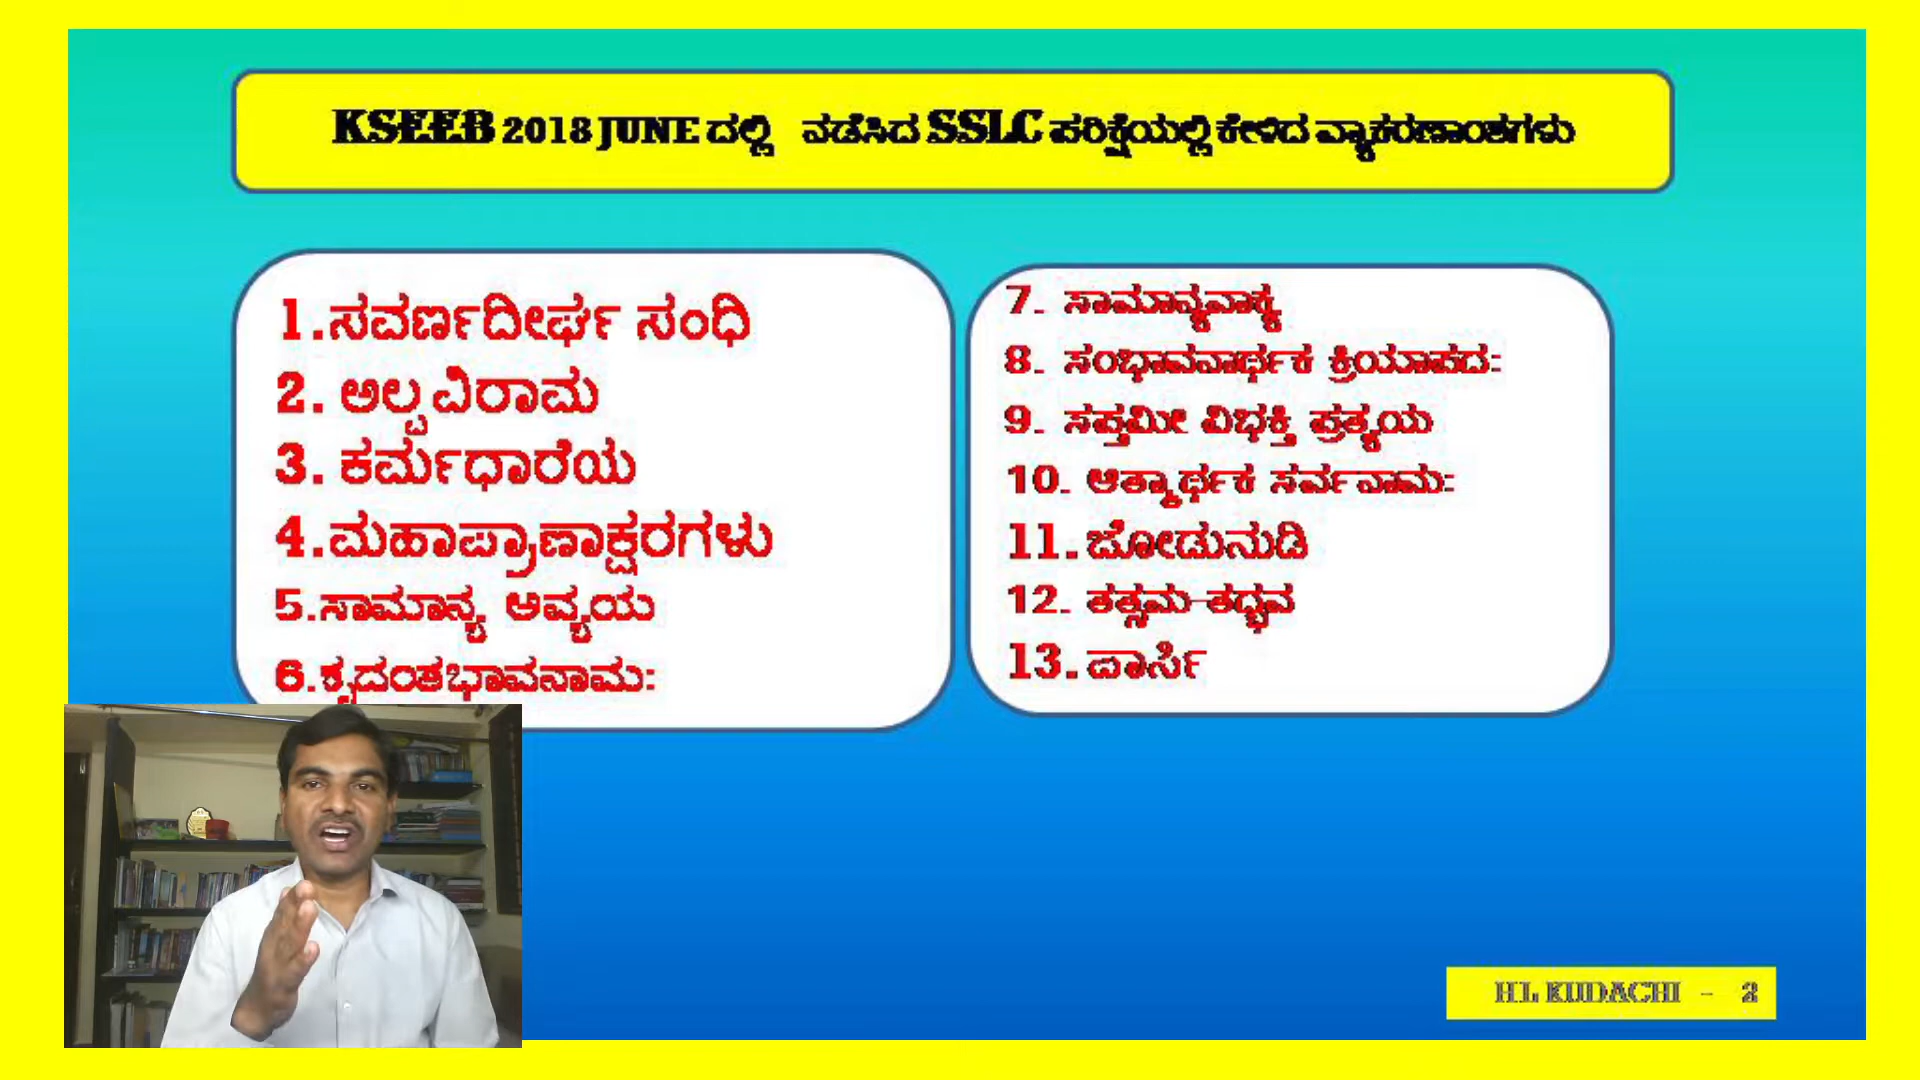 KSEEB 2018 JUNE ದಲ್ಲಿ ನಡೆಸಿದ SSLC ಪರಿಕ್ಷೆಯಲ್ಲಿ ಕೇಳಿದ ವ್ಯಾಕರಣಾಂಶಗಳು
1.ಸವರ್ಣದೀರ್ಘ ಸಂಧಿ
2. ಅಲ್ಪವಿರಾಮ
3. ಕರ್ಮಧಾರೆಯ
4.ಮಹಾಪ್ರಾಣಾಕ್ಷರಗಳು
5.ಸಾಮಾನ್ಯ ಅವ್ಯಯ
6.ಕೃದಂತಭಾವನಾಮ:
7. ಸಾಮಾನ್ಯವಾಕ್ಯ
8. ಸಂಭಾವನಾರ್ಥಕ ಕ್ರಿಯಾಪದ:
9. ಸಪ್ತಮೀ ವಿಭಕ್ತಿ ಪ್ರತ್ಯಯ
10. ಆತ್ಮಾರ್ಥಕ ಸರ್ವನಾಮ:
11.ಜೋಡುನುಡಿ
12. ತತ್ಸಮ-ತದ್ಭವ
13.ಪಾರ್ಸಿ
HL KUDACHI - 2